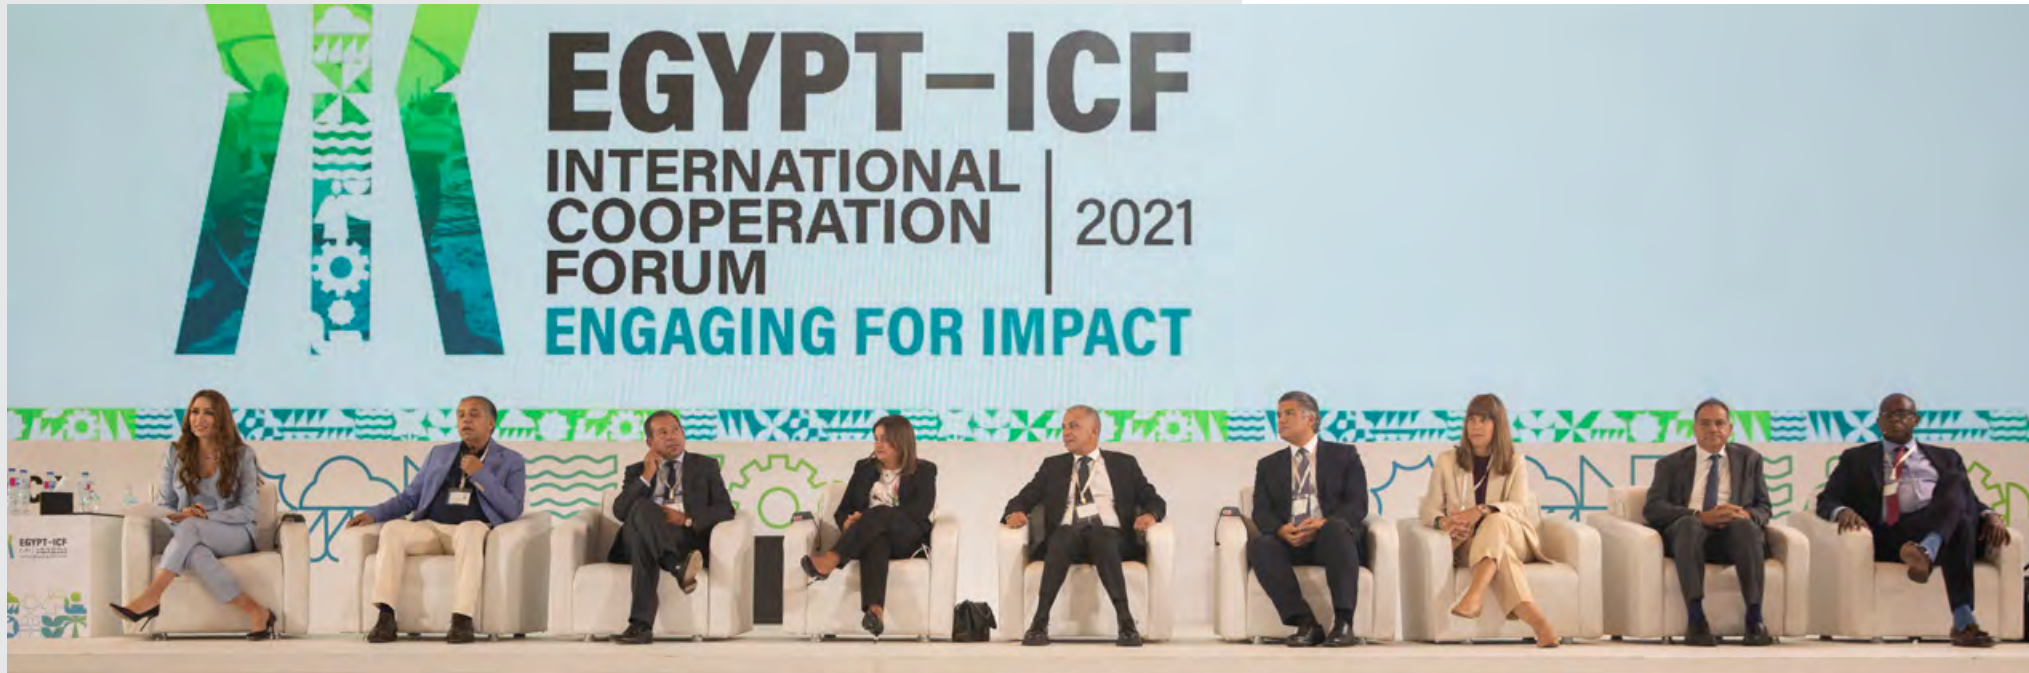 EGYPT–ICF
INTERNATIONAL
COOPERATION
FORUM
2021
ENGAGING FOR IMPACT
EGYPT-ICF